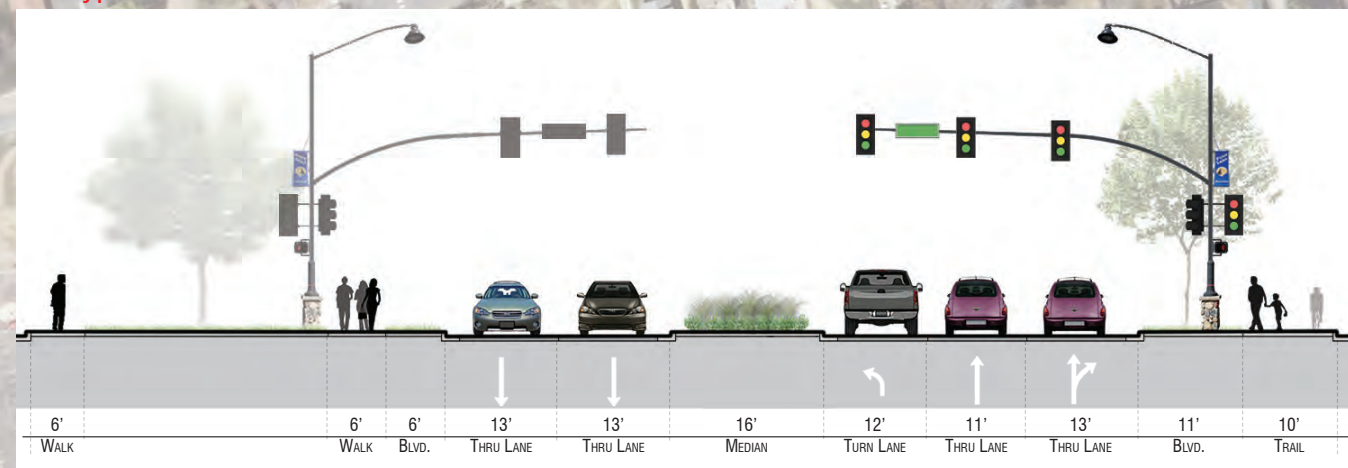 6' 6' 6' 13' 13' 16' 12' 11' 13' 11' 10'
WALK WALK BLVD. THRU LANE THRU LANE MEDIAN TURN LANE THRU LANE THRU LANE BLVD. TRAIL